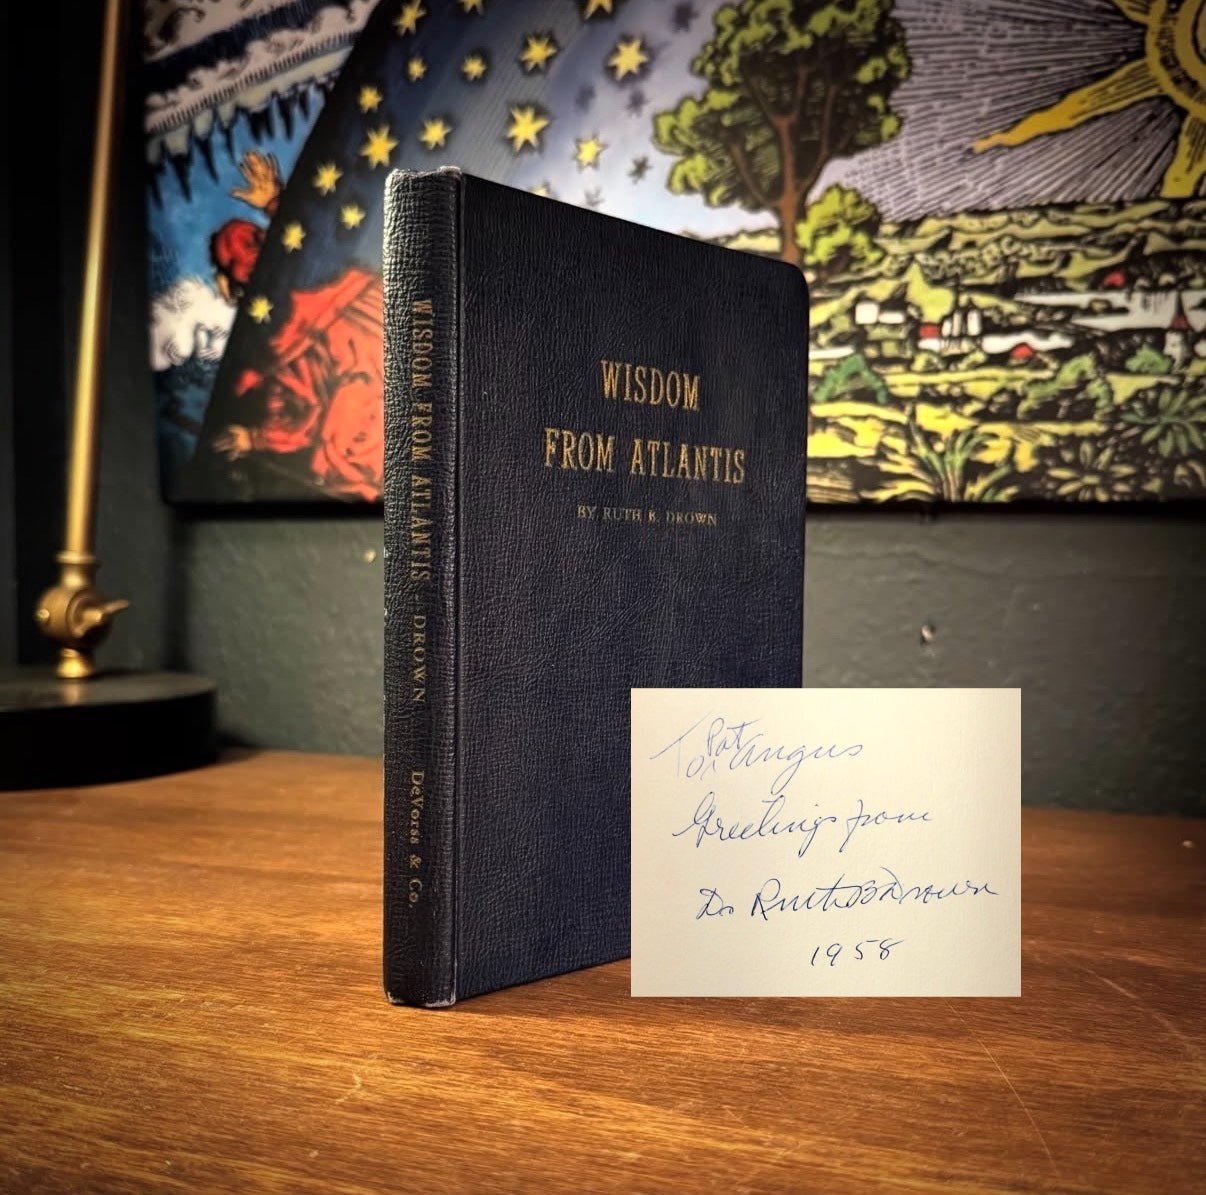 WISDOM FROM ATLANTIS - DROWN DeVorss & Co.
WISDOM
FROM ATLANTIS
BY RUTH B. DROWN
To Pat Angus
Greetings from
Dr Ruth B Drown
1958